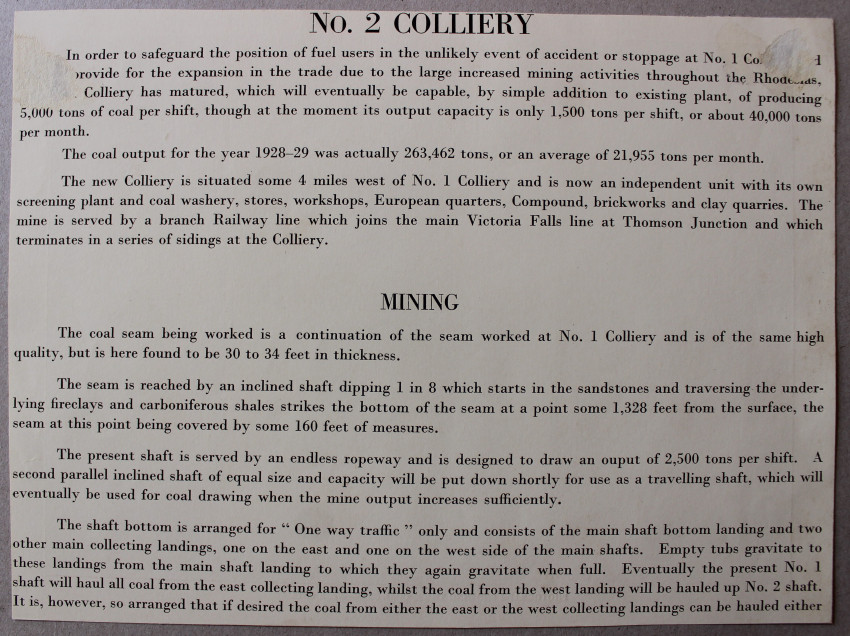 No. 2 COLLIERY
In order to safeguard the position of fuel users in the unlikely event of accident or stoppage at No. 1
provide for the expansion in the trade due to the large increased mining activities throughout the
Colliery has matured, which will eventually be capable, by simple addition to existing plant, of producing
5,000 tons of coal per shift, though at the moment its output capacity is only 1,500 tons per shift, or about 40,000 tons
per month.
The coal output for the year 1928–29 was actually 263,462 tons, or an average of 21,955 tons per month.
The new Colliery is situated some 4 miles west of No. 1 Colliery and is now an independent unit with its own
screening plant and coal washery, stores, workshops, European quarters, Compound, brickworks and clay quarries. The
mine is served by a branch Railway line which joins the main Victoria Falls line at Thomson Junction and which
terminates in a series of sidings at the Colliery.
MINING
The coal seam being worked is a continuation of the seam worked at No. 1 Colliery and is of the same high
quality, but is here found to be 30 to 34 feet in thickness.
The seam is reached by an inclined shaft dipping 1 in 8 which starts in the sandstones and traversing the under-
lying fireclays and carboniferous shales strikes the bottom of the seam at a point some 1,328 feet from the surface, the
seam at this point being covered by some 160 feet of measures.
The present shaft is served by an endless ropeway and is designed to draw an ouput of 2,500 tons per shift. A
second parallel inclined shaft of equal size and capacity will be put down shortly for use as a travelling shaft, which will
eventually be used for coal drawing when the mine output increases sufficiently.
The shaft bottom is arranged for “ One way traffic ” only and consists of the main shaft bottom landing and two
other main collecting landings, one on the east and one on the west side of the main shafts. Empty tubs gravitate to
these landings from the main shaft landing to which they again gravitate when full. Eventually the present No. 1
shaft will haul all coal from the east collecting landing, whilst the coal from the west landing will be hauled up No. 2 shaft.
It is, however, so arranged that if desired the coal from either the east or the west collecting landings can be hauled either